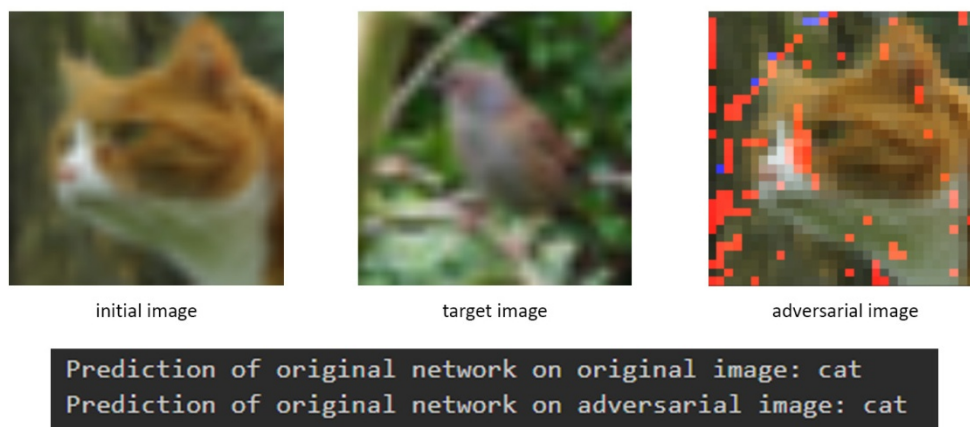 initial image
target image
adversarial image
Prediction of original network on original image: cat
Prediction of original network on adversarial image: cat